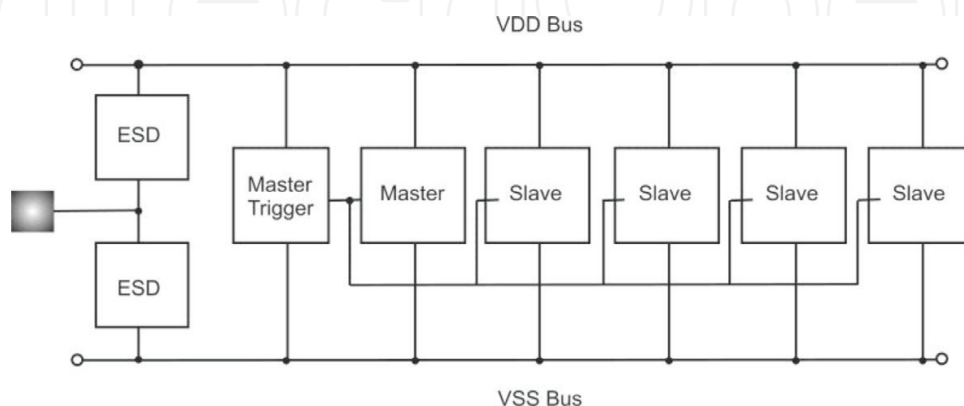 VDD Bus
ESD
Master
Trigger
Master
Slave
Slave
Slave
Slave
ESD
VSS Bus